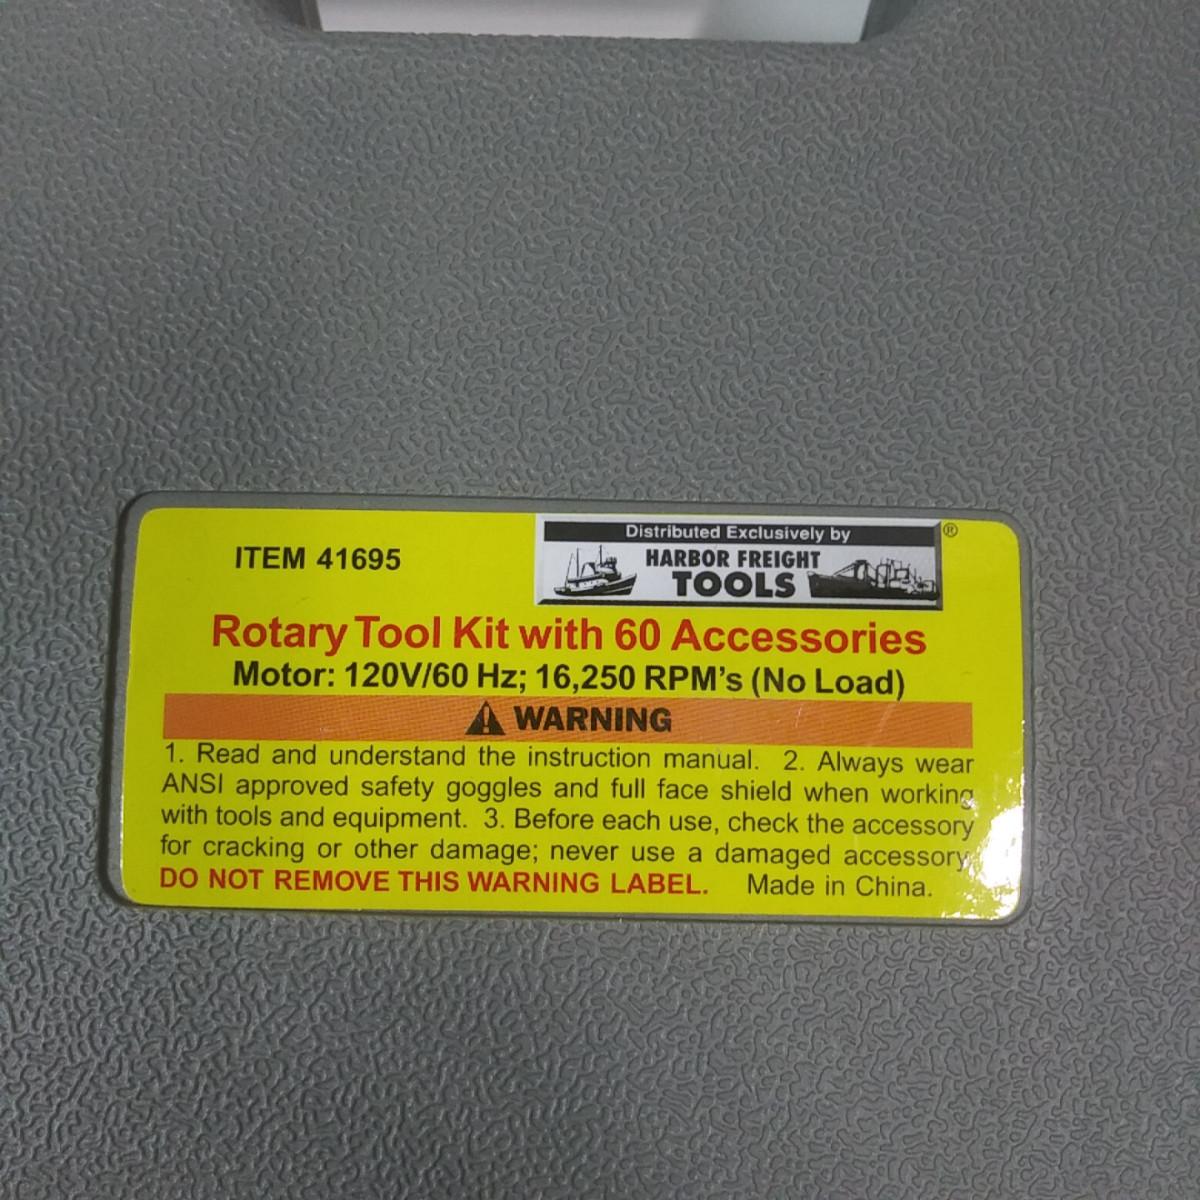 ITEM 41695
Distributed Exclusively by
HARBOR FREIGHT
TOOLS
®
Rotary Tool Kit with 60 Accessories
Motor: 120V/60 Hz; 16,250 RPM's (No Load)
WARNING
1. Read and understand the instruction manual. 2. Always wear
ANSI approved safety goggles and full face shield when working
with tools and equipment. 3. Before each use, check the accessory
for cracking or other damage; never use a damaged accessory.
DO NOT REMOVE THIS WARNING LABEL. Made in China.